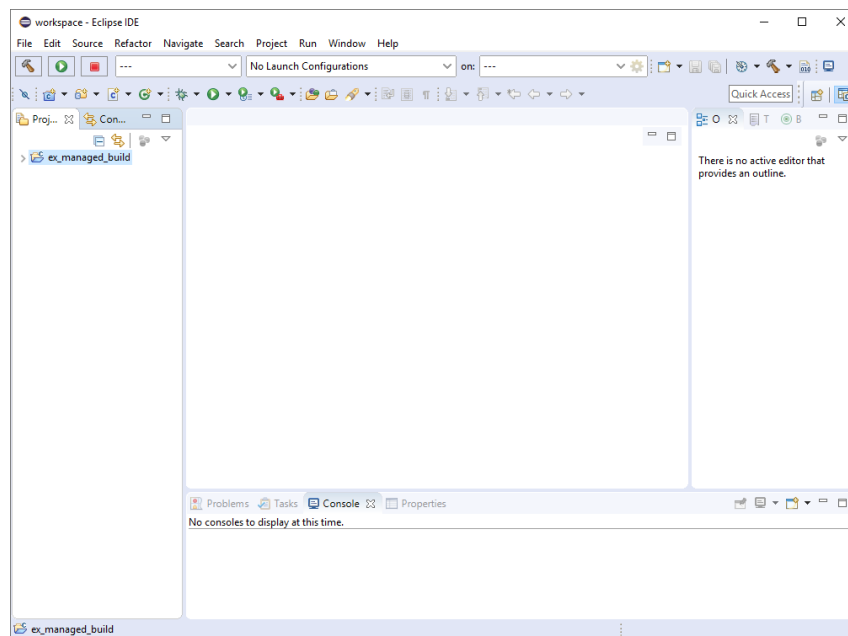 workspace - Eclipse IDE
File Edit Source Refactor Navigate Search Project Run Window Help
--- No Launch Configurations on: ---
Quick Access
Proj... Con... O T B
ex_managed_build
There is no active editor that
provides an outline.
Problems Tasks Console Properties
No consoles to display at this time.
ex_managed_build